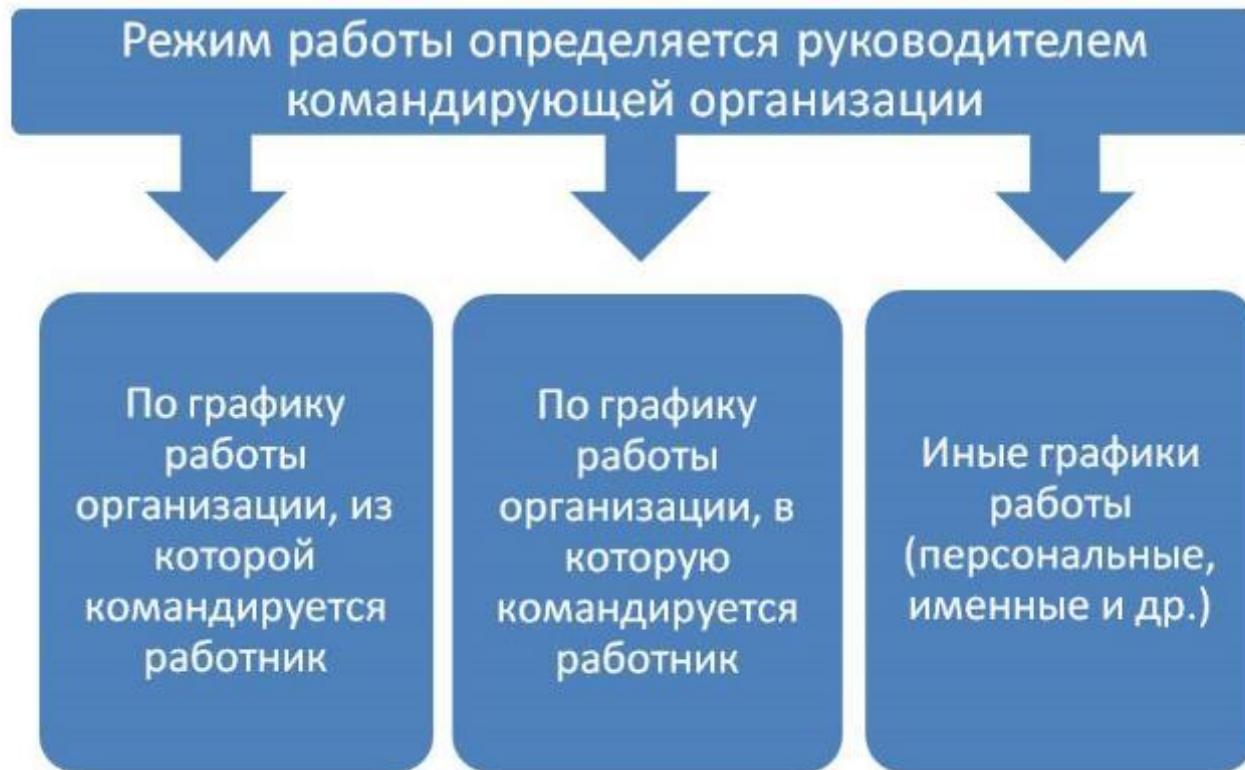 Режим работы определяется руководителем
командирующей организации
По графику
работы
организации, из
которой
командируется
работник
По графику
работы
организации, в
которую
командируется
работник
Иные графики
работы
(персональные,
именные и др.)